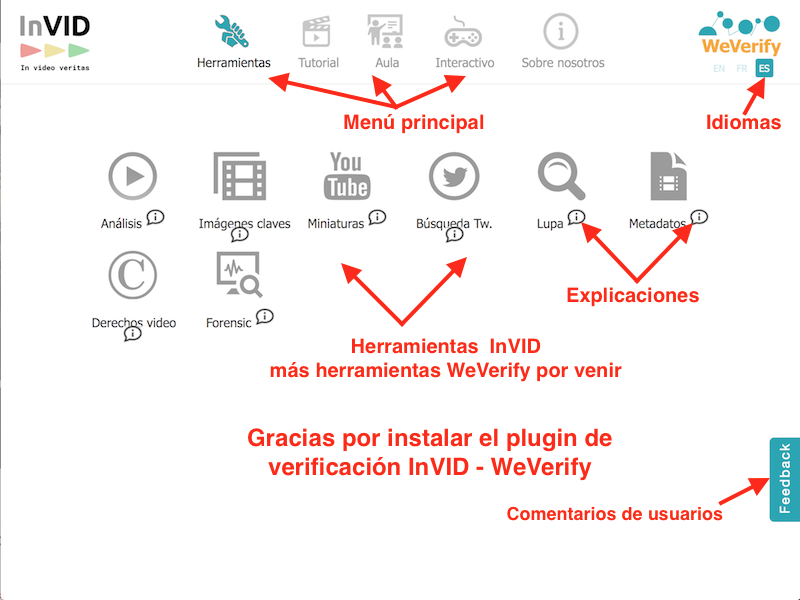 InVID
In video veritas
Herramientas
Tutorial
Aula
Interactivo
Sobre nosotros
WeVerify
EN FR ES
Menú principal
Idiomas
You
Tube
Análisis
Imágenes claves
Miniaturas
Búsqueda Tw.
Lupa
Metadatos
Explicaciones
C
Derechos video
Forensic
Herramientas InVID
más herramientas WeVerify por venir
Gracias por instalar el plugin de
verificación InVID - WeVerify
Feedback
Comentarios de usuarios